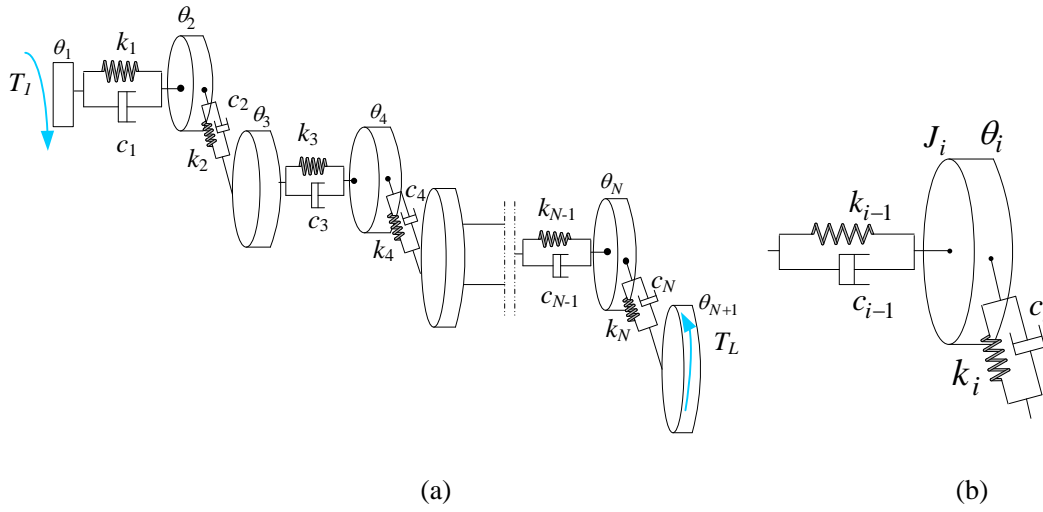 θ1 k1 T1 c1
θ2 c2 k2
θ3 k3 c3
θ4 c4 k4
kN-1 cN-1
θN cN kN
θN+1 TL
(a)
Ji θi
ki−1 ci−1
ki c
(b)